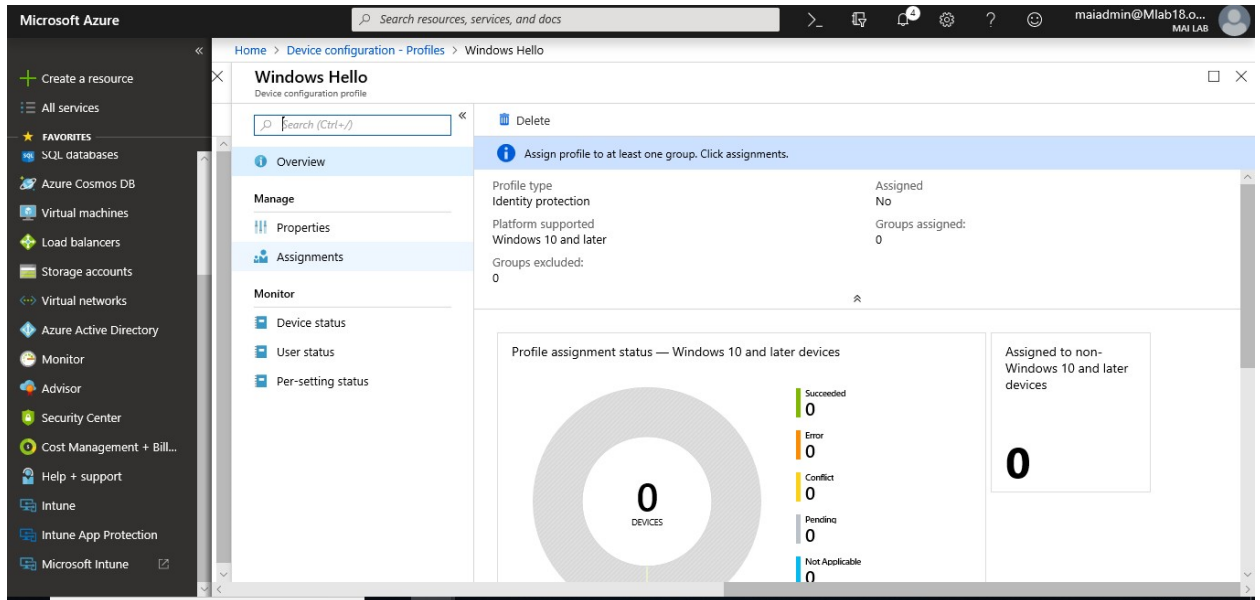 Microsoft Azure
Search resources, services, and docs
>_
4
?
maiadmin@Mlab18.o...
MAI LAB
«
Home > Device configuration - Profiles > Windows Hello
Create a resource
All services
FAVORITES
SQL databases
Azure Cosmos DB
Virtual machines
Load balancers
Storage accounts
Virtual networks
Azure Active Directory
Monitor
Advisor
Security Center
Cost Management + Bill...
Help + support
Intune
Intune App Protection
Microsoft Intune
Windows Hello
Device configuration profile
Search (Ctrl+/)
«
Overview
Manage
Properties
Assignments
Monitor
Device status
User status
Per-setting status
Delete
Assign profile to at least one group. Click assignments.
Profile type
Identity protection
Platform supported
Windows 10 and later
Groups excluded:
0
Assigned
No
Groups assigned:
0
Profile assignment status — Windows 10 and later devices
0
DEVICES
Succeeded
0
Error
0
Conflict
0
Pending
0
Not Applicable
0
Assigned to non-
Windows 10 and later
devices
0